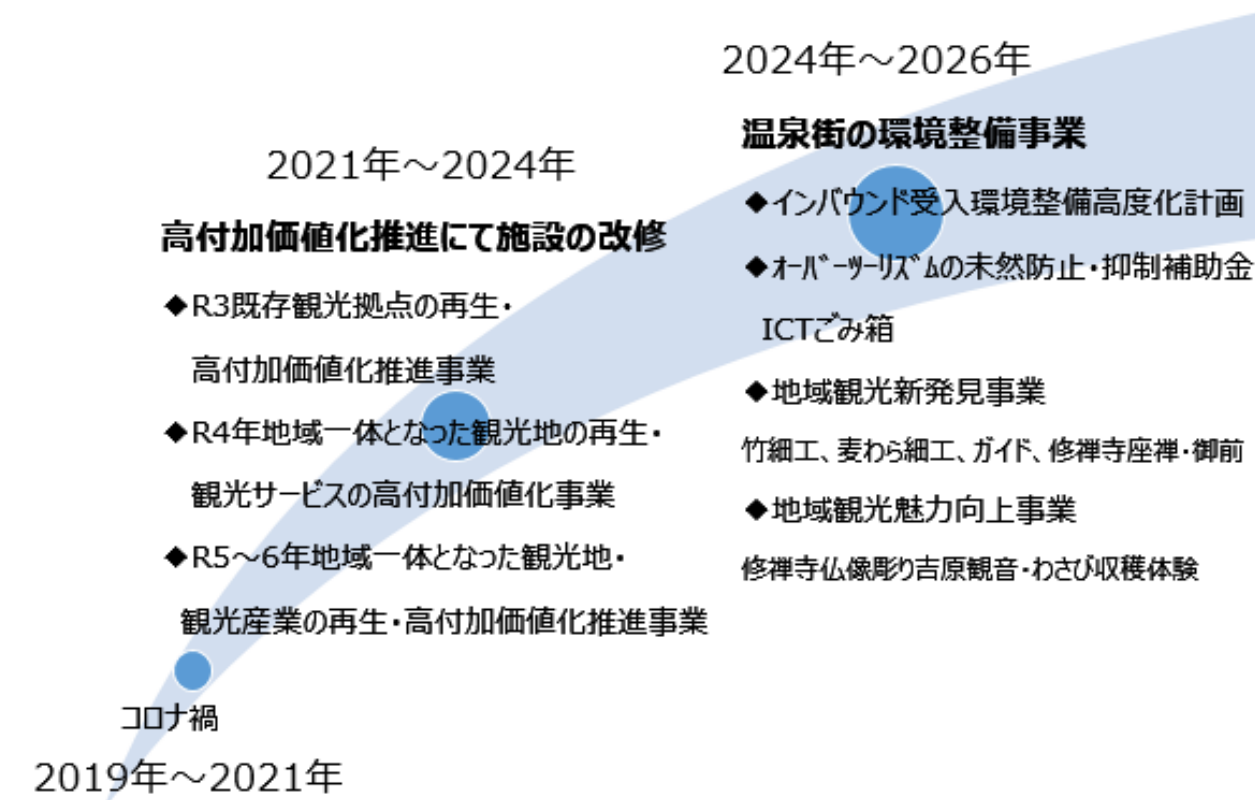 2024年～2026年
温泉街の環境整備事業
◆インバウンド受入環境整備高度化計画
◆ｵｰﾊﾞｰﾂｰﾘｽﾞﾑの未然防止・抑制補助金
ICTごみ箱
◆地域観光新発見事業
竹細工、麦わら細工、ガイド、修禅寺座禅・御前
◆地域観光魅力向上事業
修禅寺仏像彫り吉原観音・わさび収穫体験
2021年～2024年
高付加価値化推進にて施設の改修
◆R3既存観光拠点の再生・
高付加価値化推進事業
◆R4年地域一体となった観光地の再生・
観光サービスの高付加価値化事業
◆R5～6年地域一体となった観光地・
観光産業の再生・高付加価値化推進事業
コロナ禍
2019年～2021年